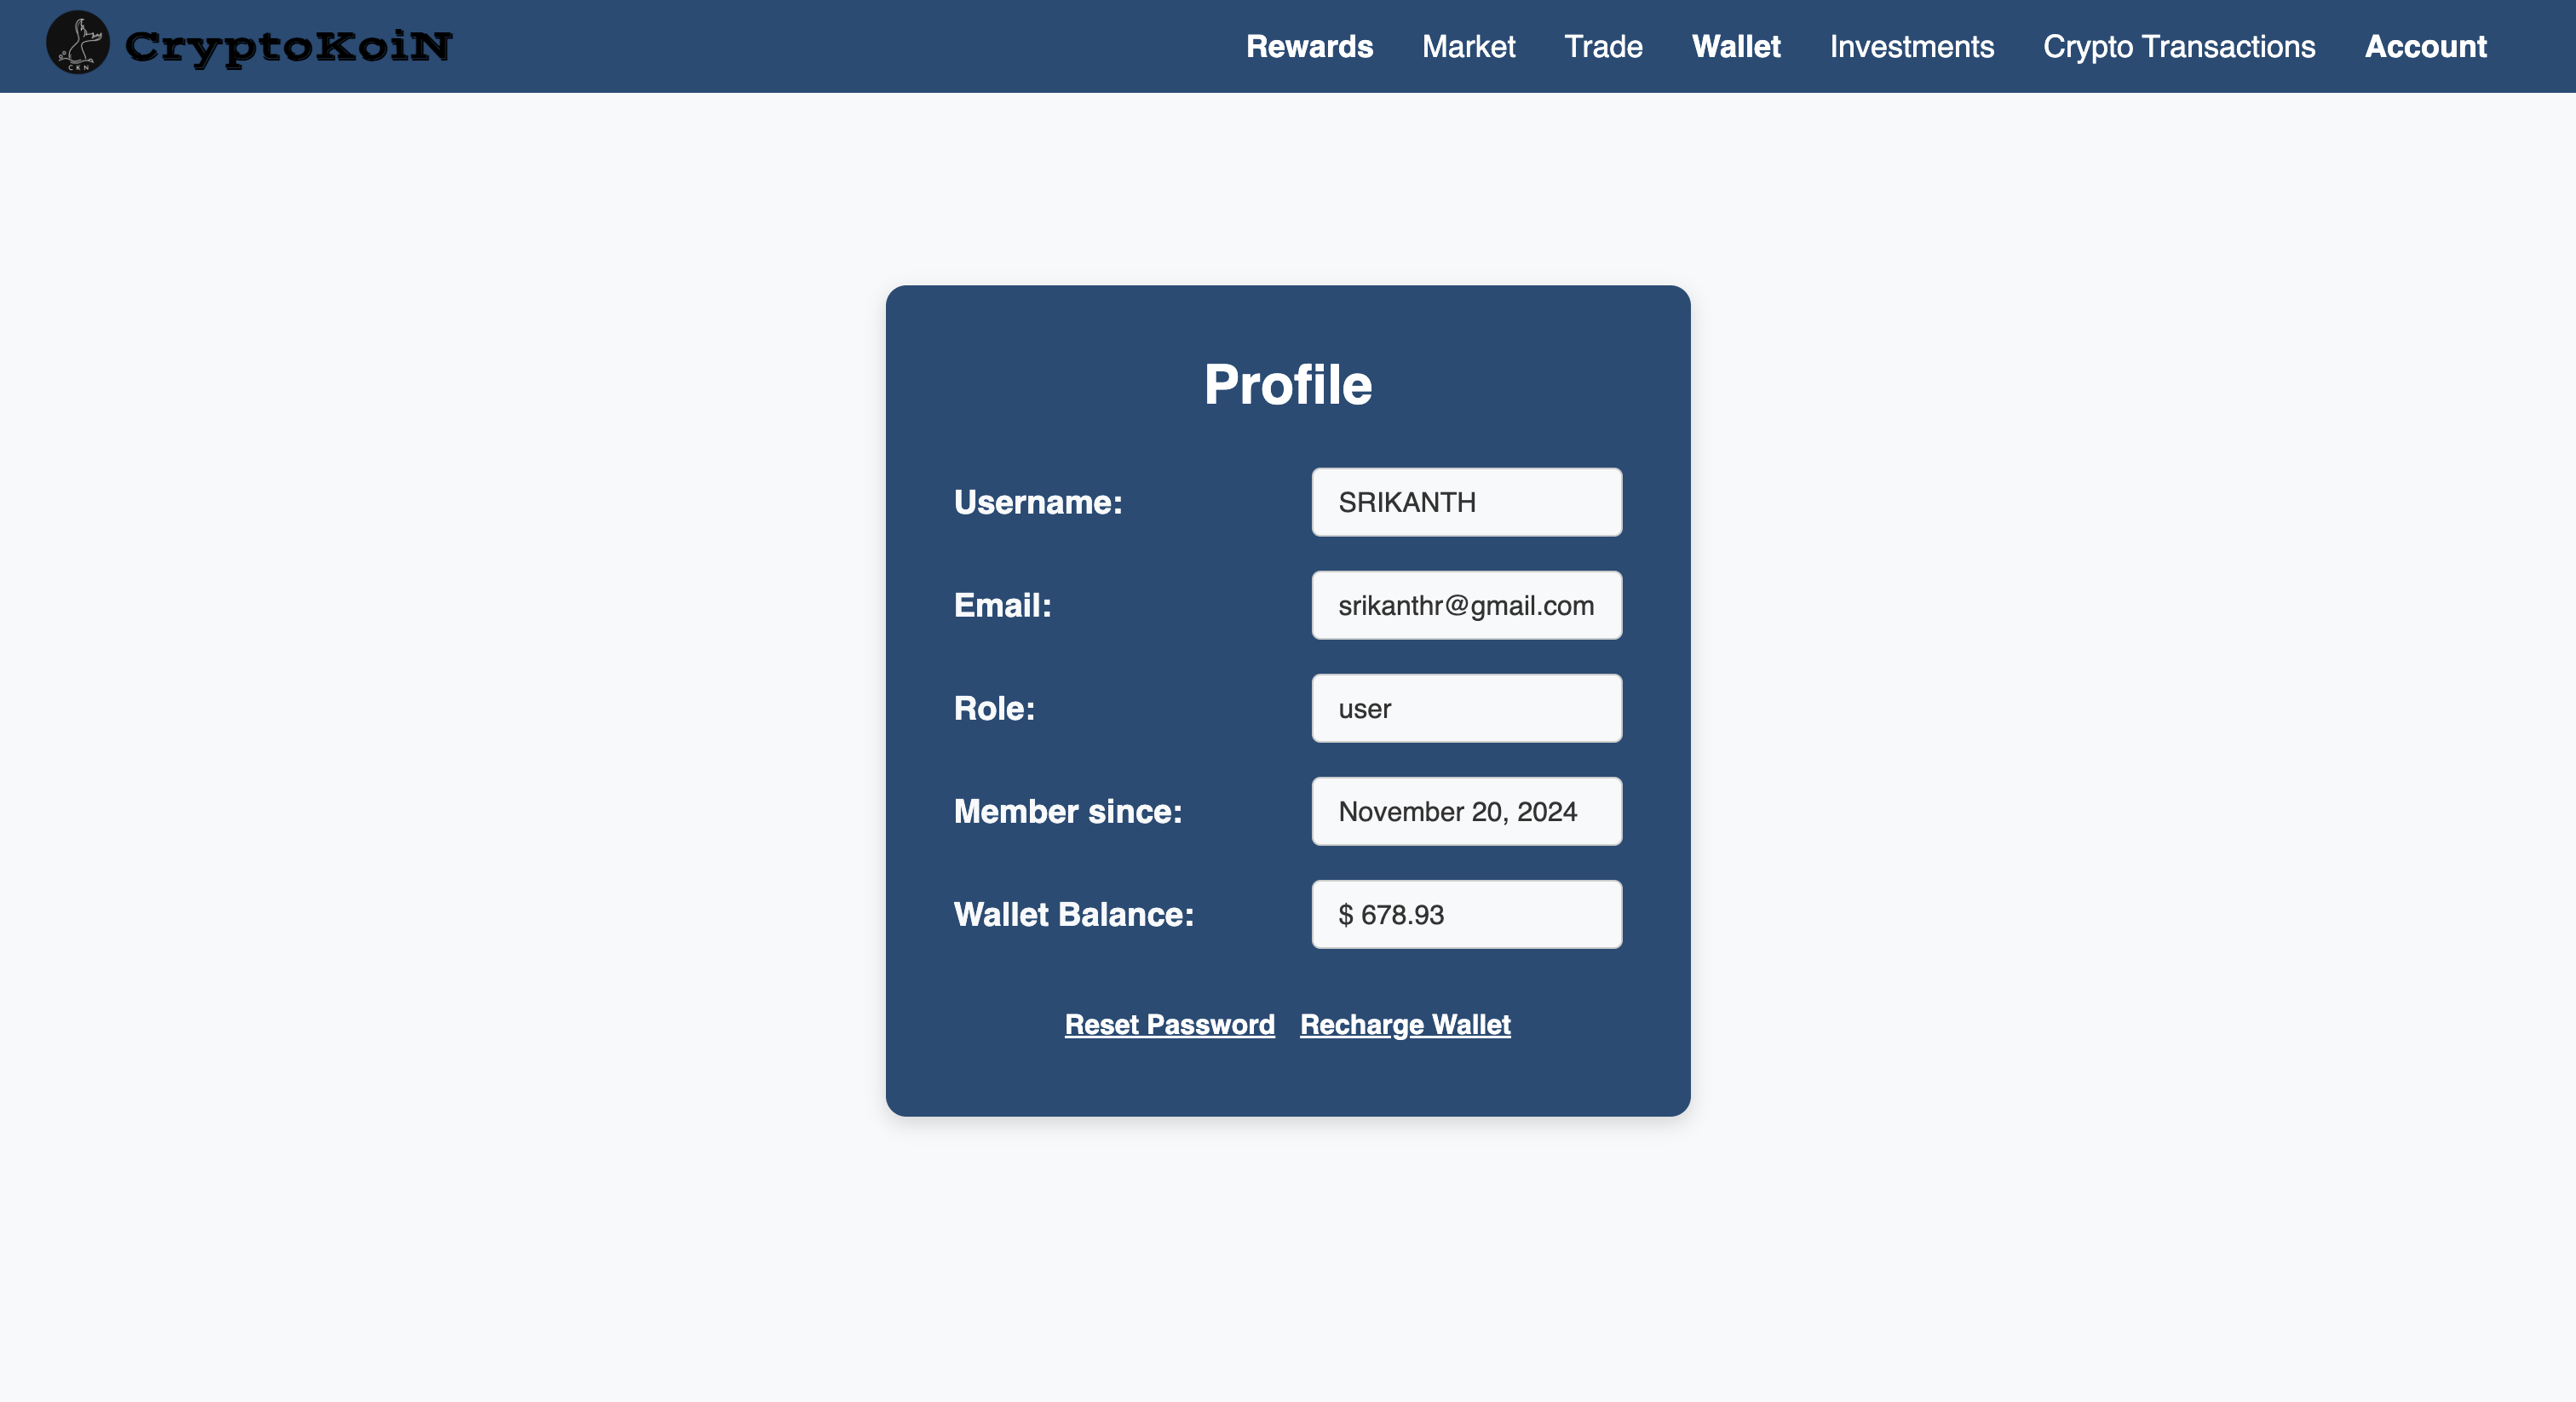 CKN CryptoKoiN Rewards Market Trade Wallet Investments Crypto Transactions Account
Profile
Username: SRIKANTH
Email: srikanthr@gmail.com
Role: user
Member since: November 20, 2024
Wallet Balance: $ 678.93
Reset Password Recharge Wallet